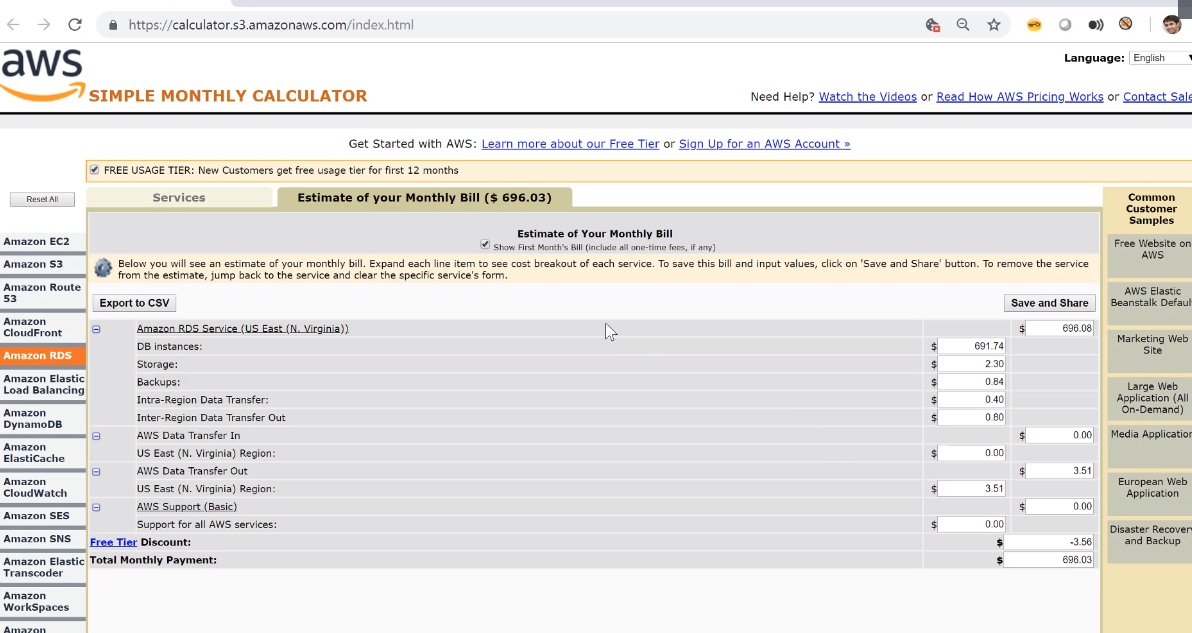 https://calculator.s3.amazonaws.com/index.html
aws
Language: English
SIMPLE MONTHLY CALCULATOR
Need Help? Watch the Videos or Read How AWS Pricing Works or Contact Sale
Get Started with AWS: Learn more about our Free Tier or Sign Up for an AWS Account »
FREE USAGE TIER: New Customers get free usage tier for first 12 months
Reset All
Services
Estimate of your Monthly Bill ($ 696.03)
Amazon EC2
Amazon S3
Amazon Route
53
Amazon
CloudFront
Amazon RDS
Amazon Elastic
Load Balancing
Amazon
DynamoDB
Amazon
ElastiCache
Amazon
CloudWatch
Amazon SES
Amazon SNS
Amazon Elastic
Transcoder
Amazon
WorkSpaces
Amazon
Estimate of Your Monthly Bill
Show First Month's Bill (include all one-time fees, if any)
Below you will see an estimate of your monthly bill. Expand each line item to see cost breakout of each service. To save this bill and input values, click on 'Save and Share' button. To remove the service
from the estimate, jump back to the service and clear the specific service's form.
Export to CSV
Save and Share
Amazon RDS Service (US East (N. Virginia)) $ 696.08
DB instances: $ 691.74
Storage: $ 2.30
Backups: $ 0.84
Intra-Region Data Transfer: $ 0.40
Inter-Region Data Transfer Out $ 0.80
AWS Data Transfer In $ 0.00
US East (N. Virginia) Region: $ 0.00
AWS Data Transfer Out $ 3.51
US East (N. Virginia) Region: $ 3.51
AWS Support (Basic) $ 0.00
Support for all AWS services: $ 0.00
Free Tier Discount: $ -3.56
Total Monthly Payment: $ 696.03
Common
Customer
Samples
Free Website on
AWS
AWS Elastic
Beanstalk Defaul
Marketing Web
Site
Large Web
Application (All
On-Demand)
Media Application
European Web
Application
Disaster Recovery
and Backup